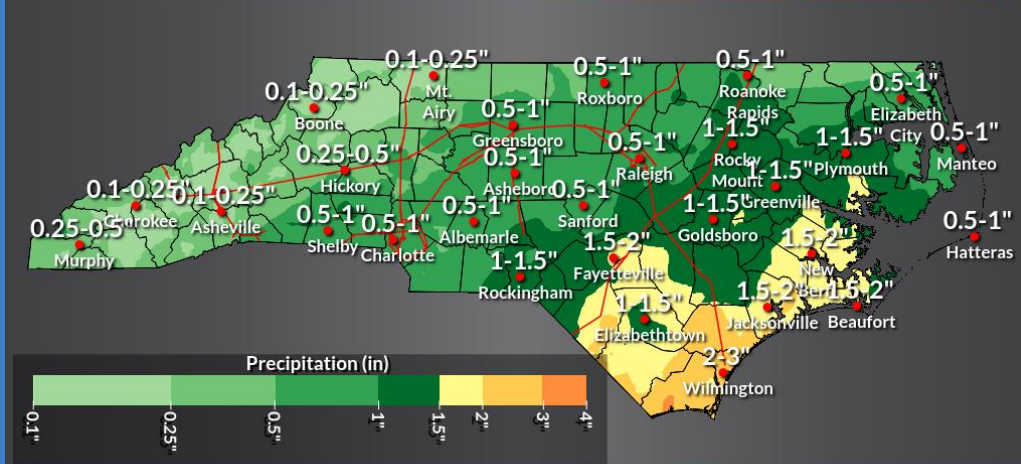 0.1-0.25"
Mt.
Airy
0.5-1"
Roxboro
0.5-1"
Roanoke
Rapids
0.5-1"
Elizabeth
City
0.1-0.25"
Boone
0.5-1"
Greensboro
0.5-1"
Raleigh
1-1.5"
Rocky
Mount
1-1.5"
Plymouth
0.5-1"
Manteo
0.25-0.5"
Hickory
0.5-1"
Asheboro
1-1.5"
Greenville
0.1-0.25"
Cherokee
0.1-0.25"
Asheville
0.5-1"
Shelby
0.5-1"
Charlotte
0.5-1"
Albemarle
0.5-1"
Sanford
1-1.5"
Goldsboro
0.5-1"
Hatteras
0.25-0.5"
Murphy
1-1.5"
Rockingham
1.5-2"
Fayetteville
1.5-2"
New
Bern
1-1.5"
Elizabethtown
1.5-2"
Jacksonville
1.5-2"
Beaufort
2-3"
Wilmington
Precipitation (in)
0.1"
0.25"
0.5"
1"
1.5"
2"
3"
4"